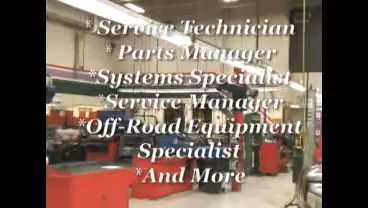 * Service Technician
* Parts Manager
*Systems Specialist
*Service Manager
*Off-Road Equipment
Specialist
*And More